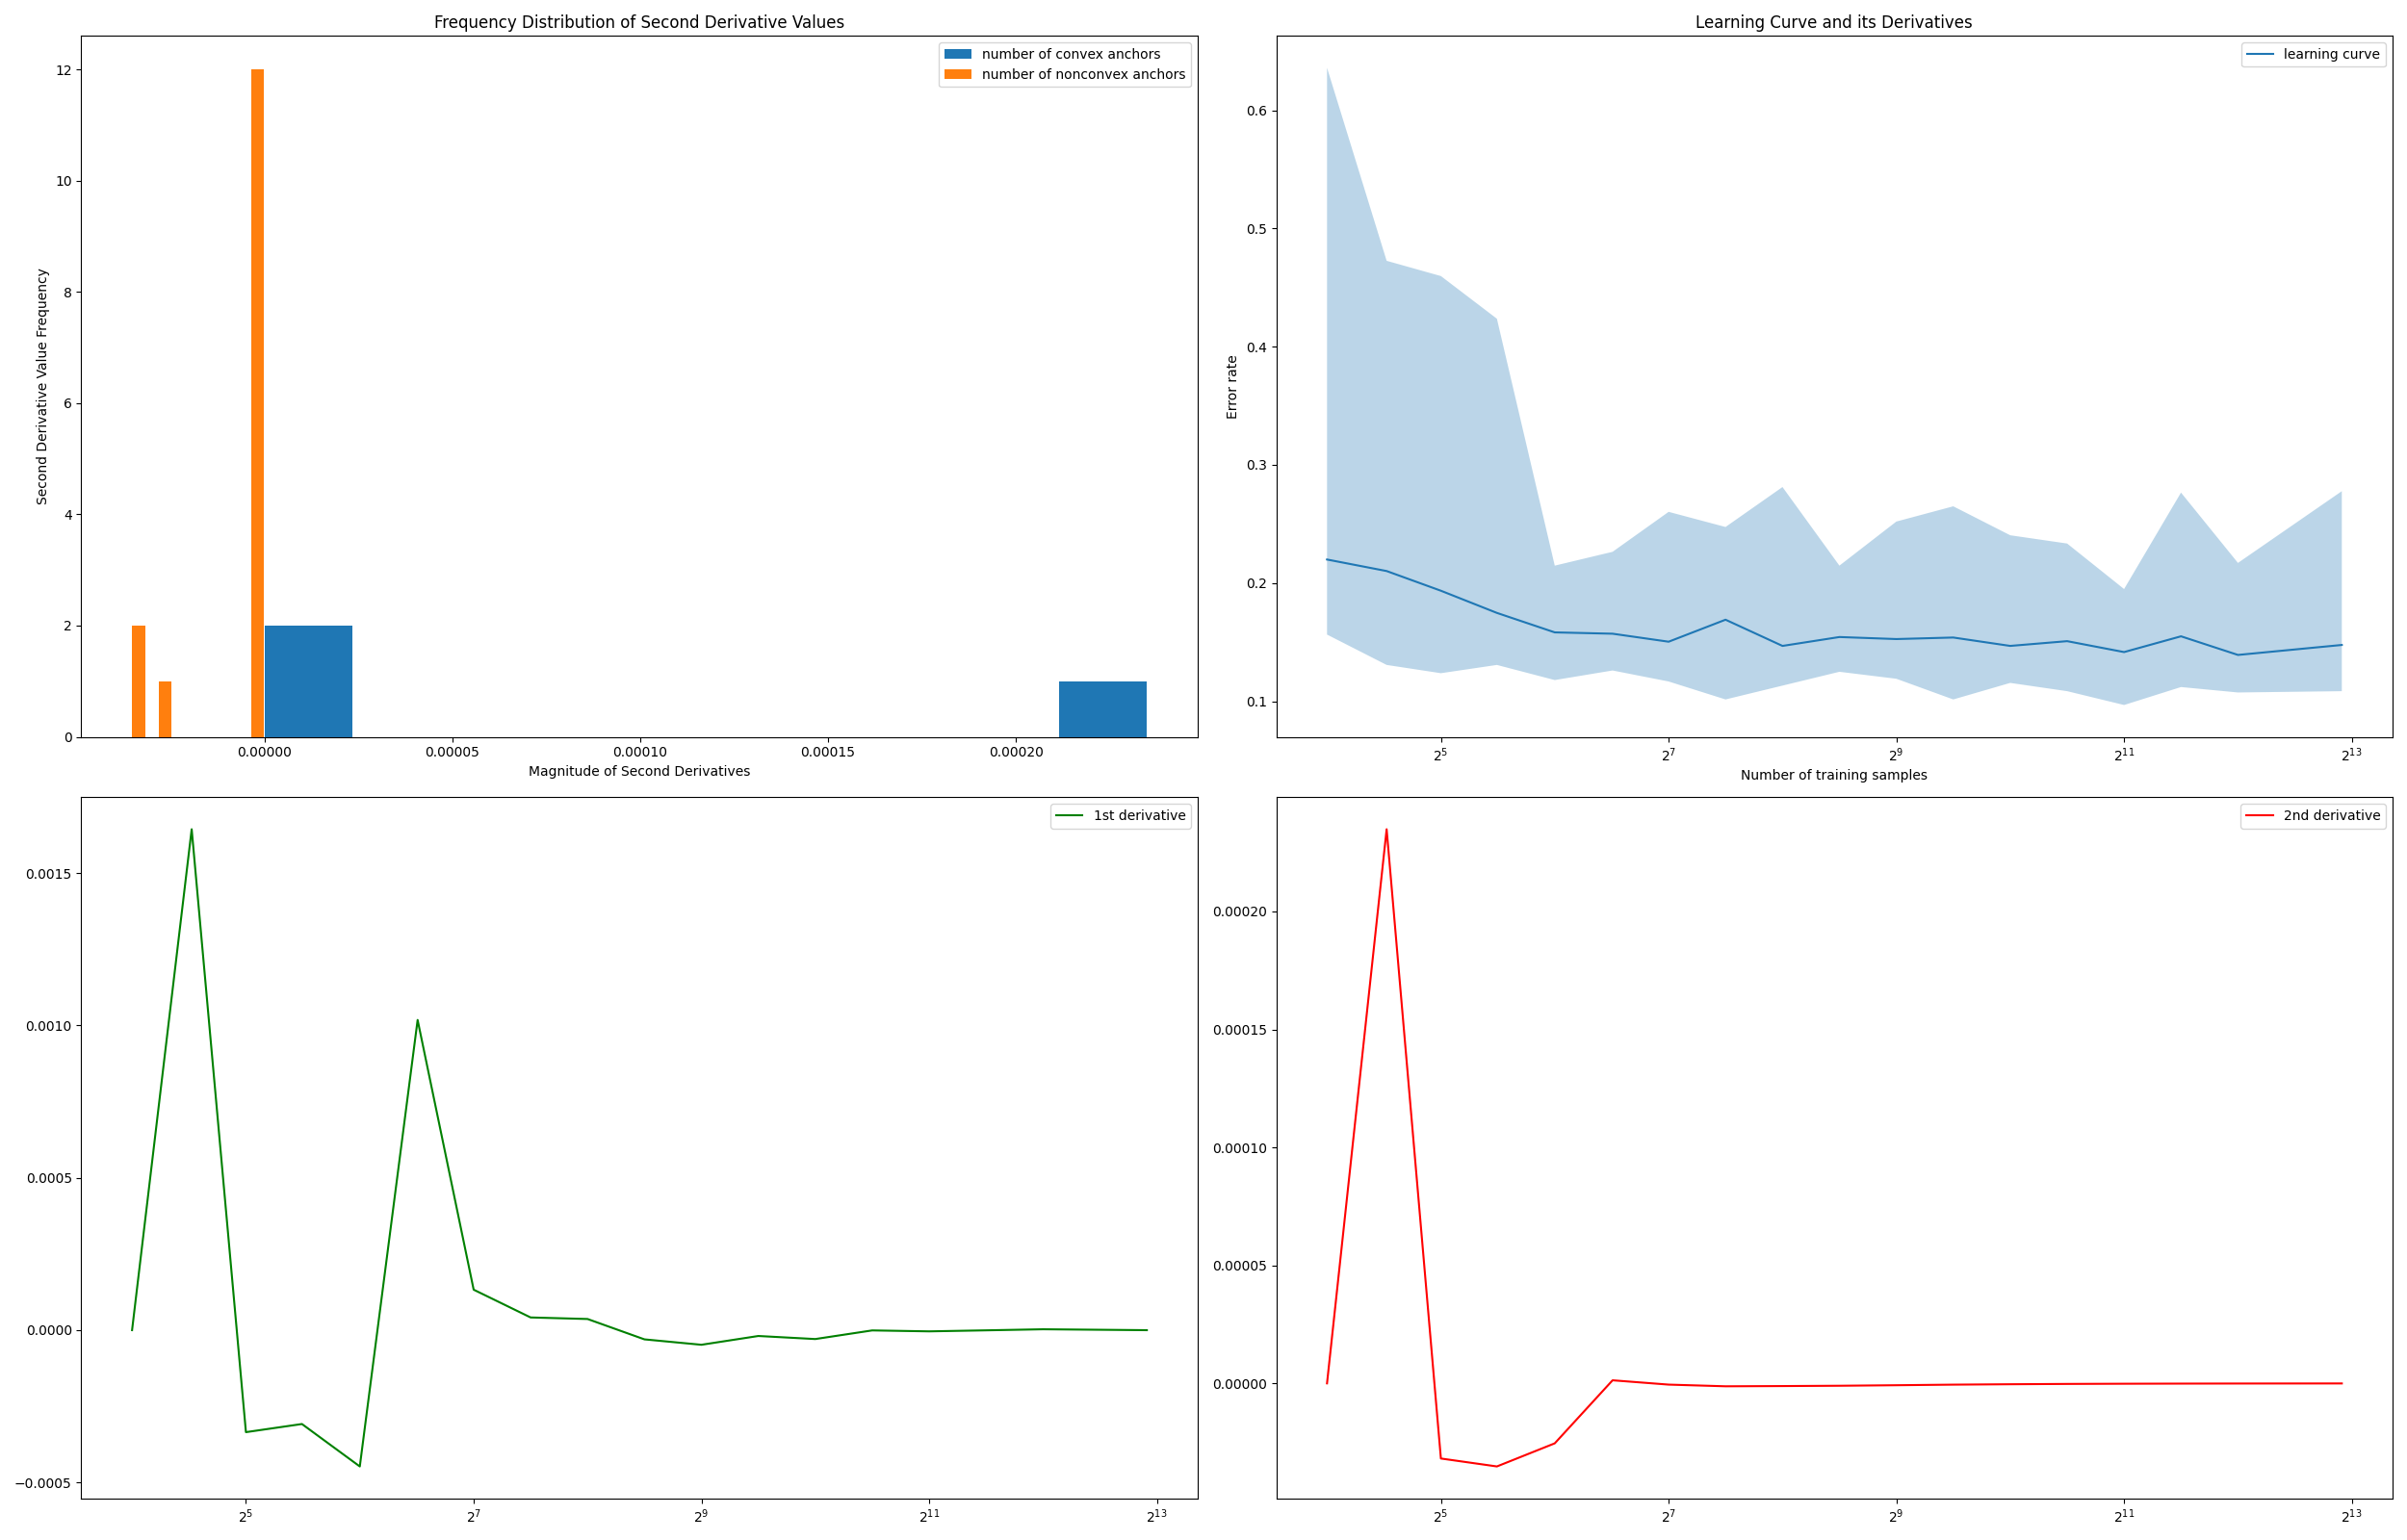 Frequency Distribution of Second Derivative Values
number of convex anchors
number of nonconvex anchors
12
10
8
6
4
2
0
Second Derivative Value Frequency
0.00000 0.00005 0.00010 0.00015 0.00020
Magnitude of Second Derivatives
Learning Curve and its Derivatives
learning curve
0.6
0.5
0.4
0.3
0.2
0.1
Error rate
2^5 2^7 2^9 2^11 2^13
Number of training samples
1st derivative
0.0015
0.0010
0.0005
0.0000
−0.0005
2^5 2^7 2^9 2^11 2^13
2nd derivative
0.00020
0.00015
0.00010
0.00005
0.00000
2^5 2^7 2^9 2^11 2^13